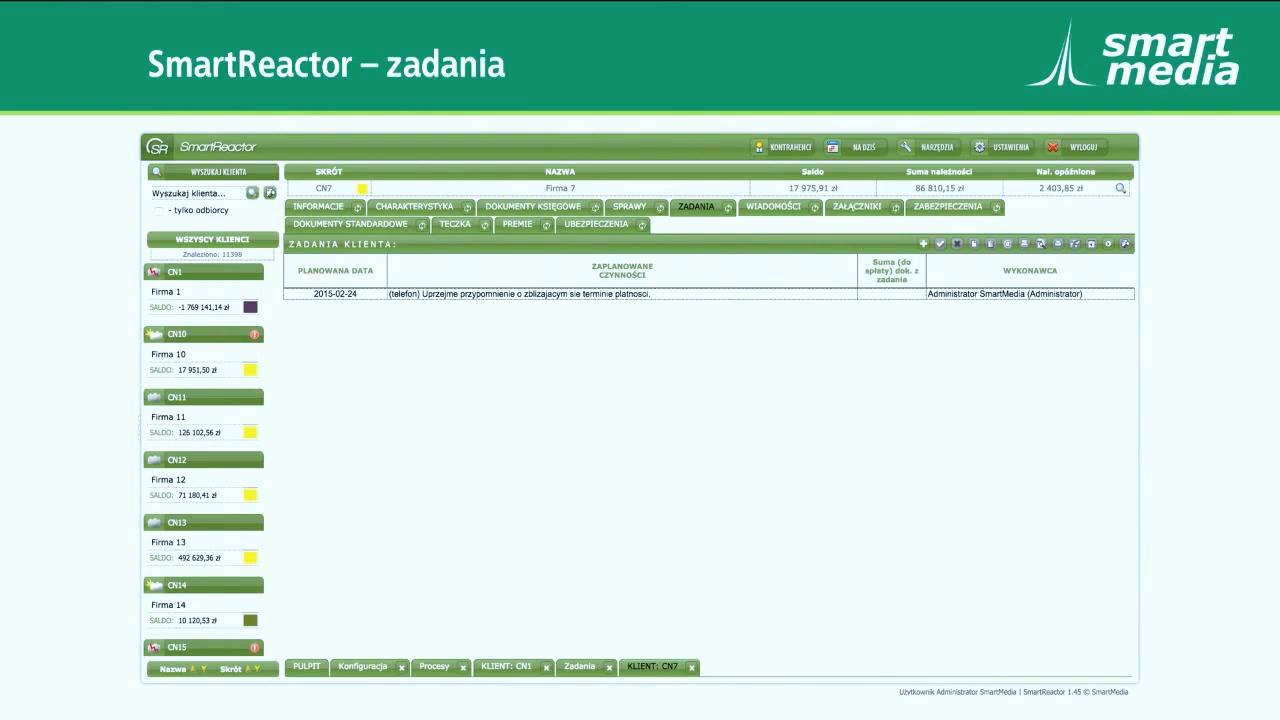 SmartReactor – zadania
smart
media
SR SmartReactor
KONTRAHENCI NA DZIŚ NARZĘDZIA USTAWIENIA WYLOGUJ
WYSZUKAJ KLIENTA
Wyszukaj klienta...
- tylko odbiorcy
WSZYSCY KLIENCI
Znaleziono: 11398
CN1
Firma 1
SALDO: -1 769 141,14 zł
CN10
Firma 10
SALDO: 17 951,50 zł
CN11
Firma 11
SALDO: 126 102,56 zł
CN12
Firma 12
SALDO: 71 180,41 zł
CN13
Firma 13
SALDO: 492 629,36 zł
CN14
Firma 14
SALDO: 10 120,53 zł
CN15
Nazwa Skrót
SKRÓT NAZWA Saldo Suma należności Nal. opóźnione
CN7 Firma 7 17 975,91 zł 86 810,15 zł 2 403,85 zł
INFORMACJE CHARAKTERYSTYKA DOKUMENTY KSIĘGOWE SPRAWY ZADANIA WIADOMOŚCI ZAŁĄCZNIKI ZABEZPIECZENIA
DOKUMENTY STANDARDOWE TECZKA PREMIE UBEZPIECZENIA
ZADANIA KLIENTA:
PLANOWANA DATA ZAPLANOWANE CZYNNOŚCI Suma (do spłaty) dok. z zadania WYKONAWCA
2015-02-24 (telefon) Uprzejme przypomnienie o zblizajacym sie terminie platnosci. Administrator SmartMedia (Administrator)
PULPIT Konfiguracja Procesy KLIENT: CN1 Zadania KLIENT: CN7
Użytkownik Administrator SmartMedia | SmartReactor 1.45 © SmartMedia